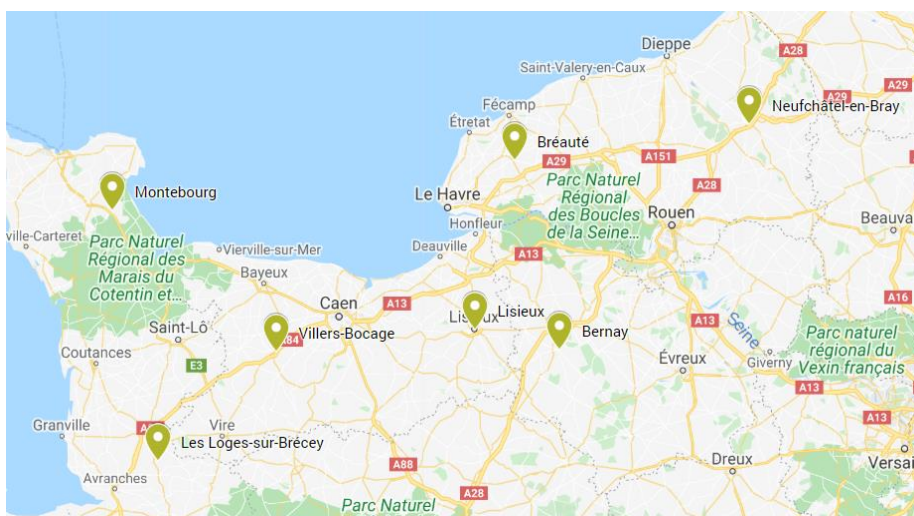 Dieppe
A28
Saint-Valery-en-Caux
A29
A29
Neufchâtel-en-Bray
Fécamp
Étretat
Bréauté
A29
A151
Montebourg
Le Havre
Parc Naturel
Régional
des Boucles
de la Seine...
A28
Rouen
Beauva
Honfleur
ville-Carteret
Parc Naturel
Régional des
Marais du
Cotentin et...
Vierville-sur-Mer
Deauville
A13
Bayeux
Caen
A13
A16
Saint-Lô
Villers-Bocage
Lisieux
Bernay
A13
Seine
Parc naturel
régional du
Vexin français
Coutances
E3
Évreux
Giverny
A13
A13
Granville
Vire
Les Loges-sur-Brécey
Versai
Avranches
A88
Dreux
A28
Parc Naturel